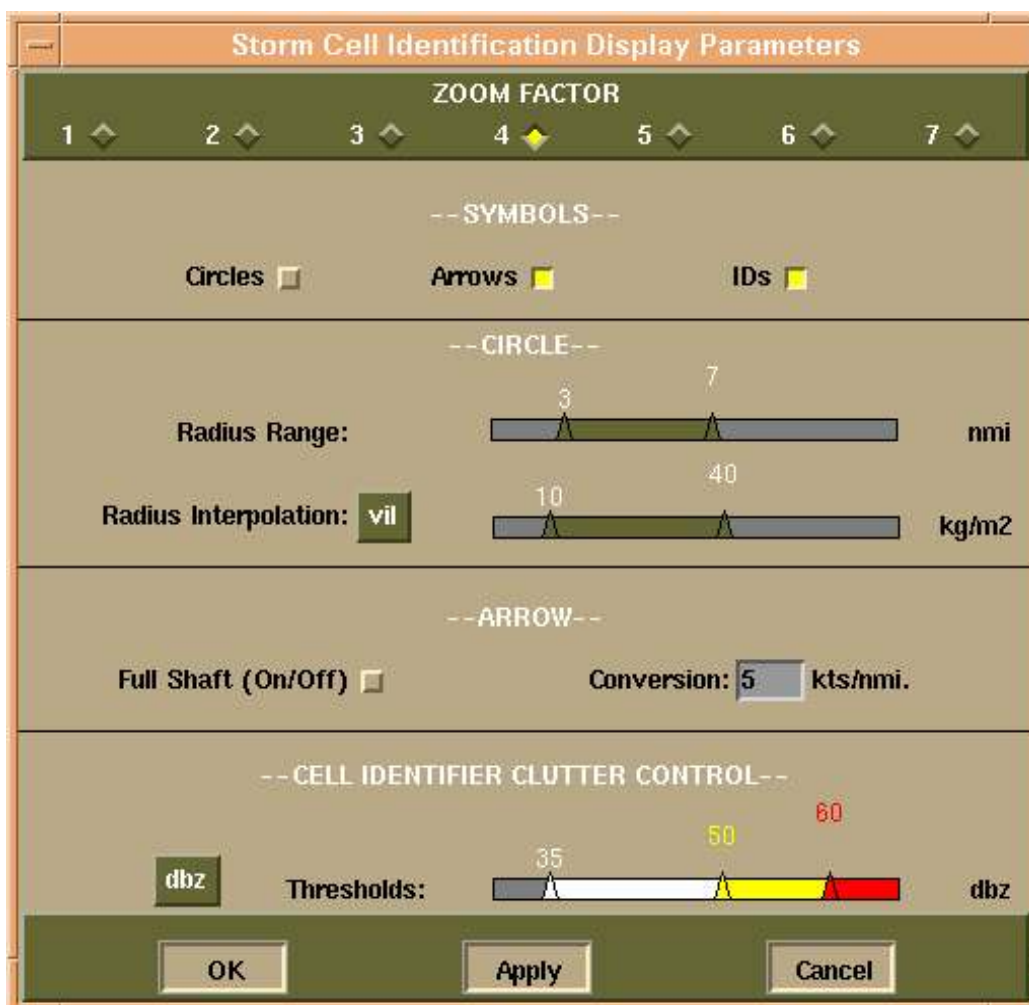 Storm Cell Identification Display Parameters
ZOOM FACTOR
1 2 3 4 5 6 7
--SYMBOLS--
Circles Arrows IDs
--CIRCLE--
3 7
Radius Range: nmi
10 40
Radius Interpolation: vil kg/m2
--ARROW--
Full Shaft (On/Off) Conversion: 5 kts/nmi.
--CELL IDENTIFIER CLUTTER CONTROL--
35 50 60
dbz Thresholds: dbz
OK Apply Cancel